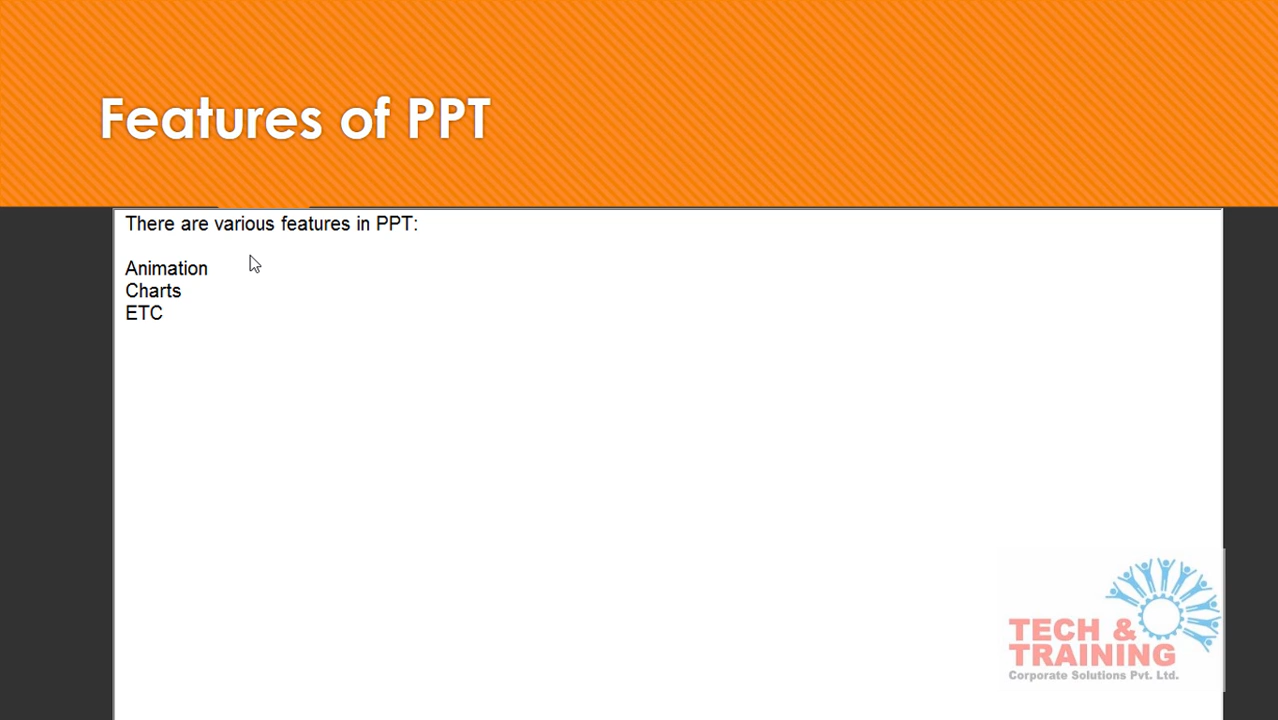 Features of PPT
There are various features in PPT:
Animation
Charts
ETC
TECH &
TRAINING
Corporate Solutions Pvt. Ltd.